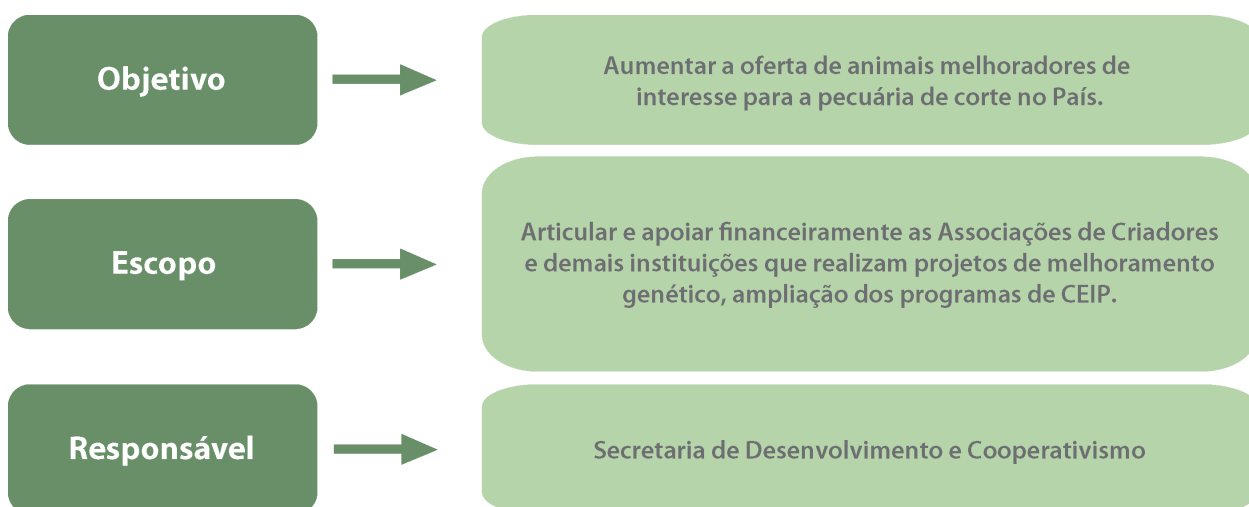 Objetivo
Aumentar a oferta de animais melhoradores de
interesse para a pecuária de corte no País.
Escopo
Articular e apoiar financeiramente as Associações de Criadores
e demais instituições que realizam projetos de melhoramento
genético, ampliação dos programas de CEIP.
Responsável
Secretaria de Desenvolvimento e Cooperativismo